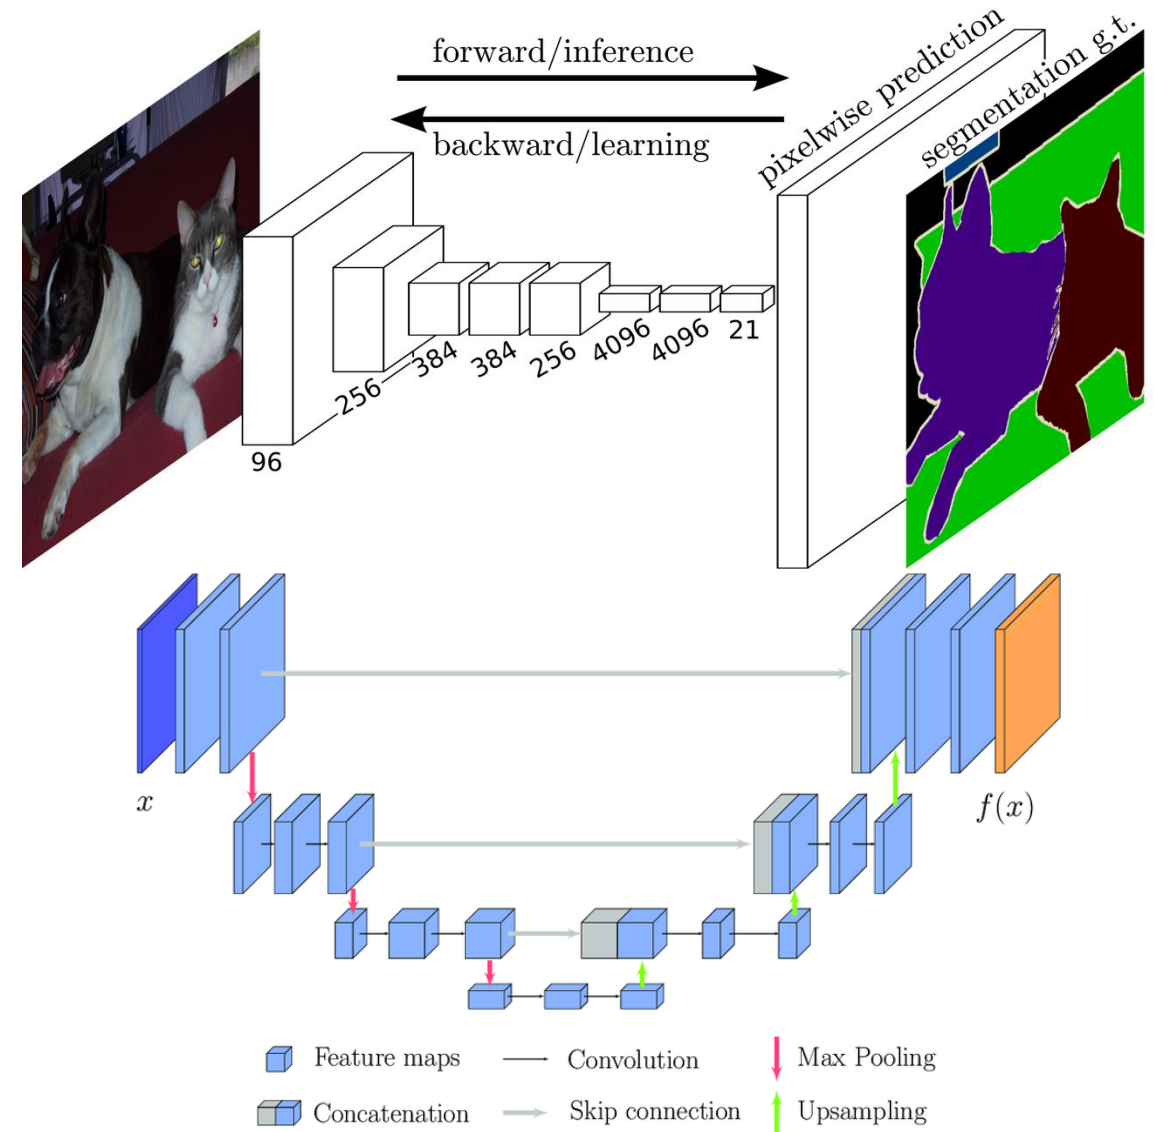 forward/inference
backward/learning
pixelwise prediction
segmentation g.t.
96
256
384
384
256
4096
4096
21
x
f(x)
Feature maps
Convolution
Max Pooling
Concatenation
Skip connection
Upsampling